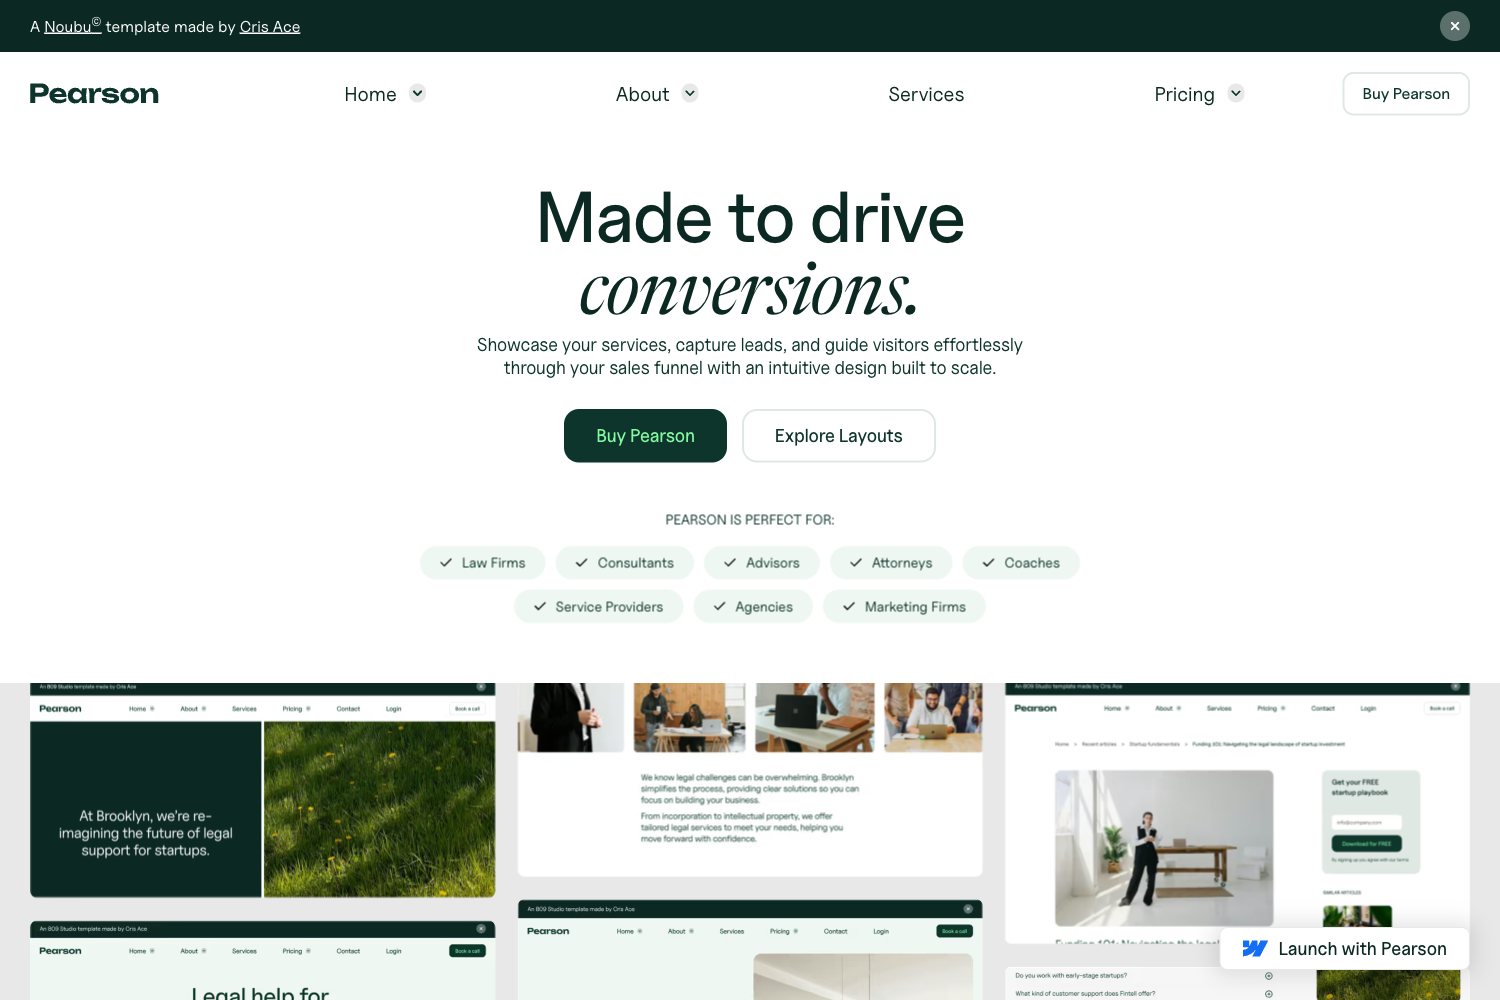 A Noubu© template made by Cris Ace
Pearson
Home
About
Services
Pricing
Buy Pearson
Made to drive
conversions.
Showcase your services, capture leads, and guide visitors effortlessly
through your sales funnel with an intuitive design built to scale.
Buy Pearson
Explore Layouts
PEARSON IS PERFECT FOR:
Law Firms
Consultants
Advisors
Attorneys
Coaches
Service Providers
Agencies
Marketing Firms
An BO9 Studio template made by Cris Ace
Pearson
Home
About
Services
Pricing
Contact
Login
Book a call
At Brooklyn, we're re-
imagining the future of legal
support for startups.
An BO9 Studio template made by Cris Ace
Pearson
Home
About
Services
Pricing
Contact
Login
Book a call
Legal help for
We know legal challenges can be overwhelming. Brooklyn
simplifies the process, providing clear solutions so you can
focus on building your business.
From incorporation to intellectual property, we offer
tailored legal services to meet your needs, helping you
move forward with confidence.
An BO9 Studio template made by Cris Ace
Pearson
Home
About
Services
Pricing
Contact
Login
Book a call
An BO9 Studio template made by Cris Ace
Pearson
Home
About
Services
Pricing
Contact
Login
Book a call
Home > Recent articles > Startup fundamentals > Funding 101: Navigating the legal landscape of startup investment
Get your FREE
startup playbook
info@company.com
Download for FREE
By signing up you agree with our terms
SIMILAR ARTICLES
Funding 101: Navigating the legal
Do you work with early-stage startups?
What kind of customer support does Fintell offer?
Launch with Pearson